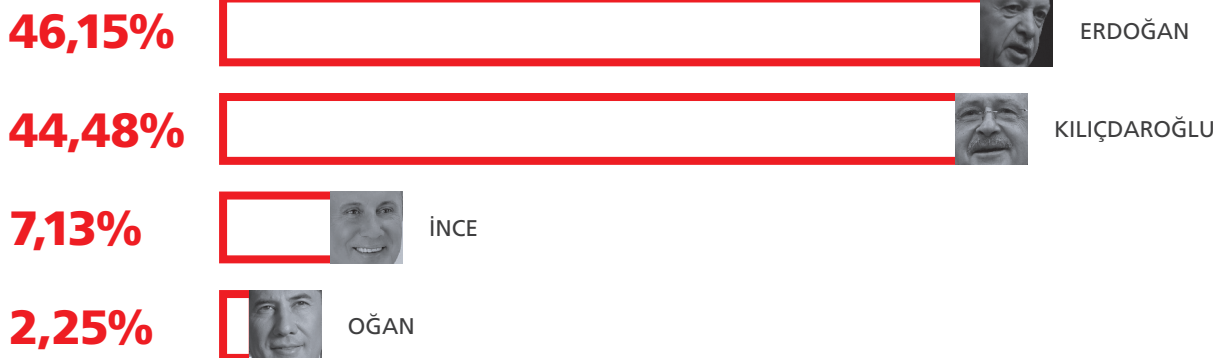 46,15% ERDOĞAN
44,48% KILIÇDAROĞLU
7,13% İNCE
2,25% OĞAN